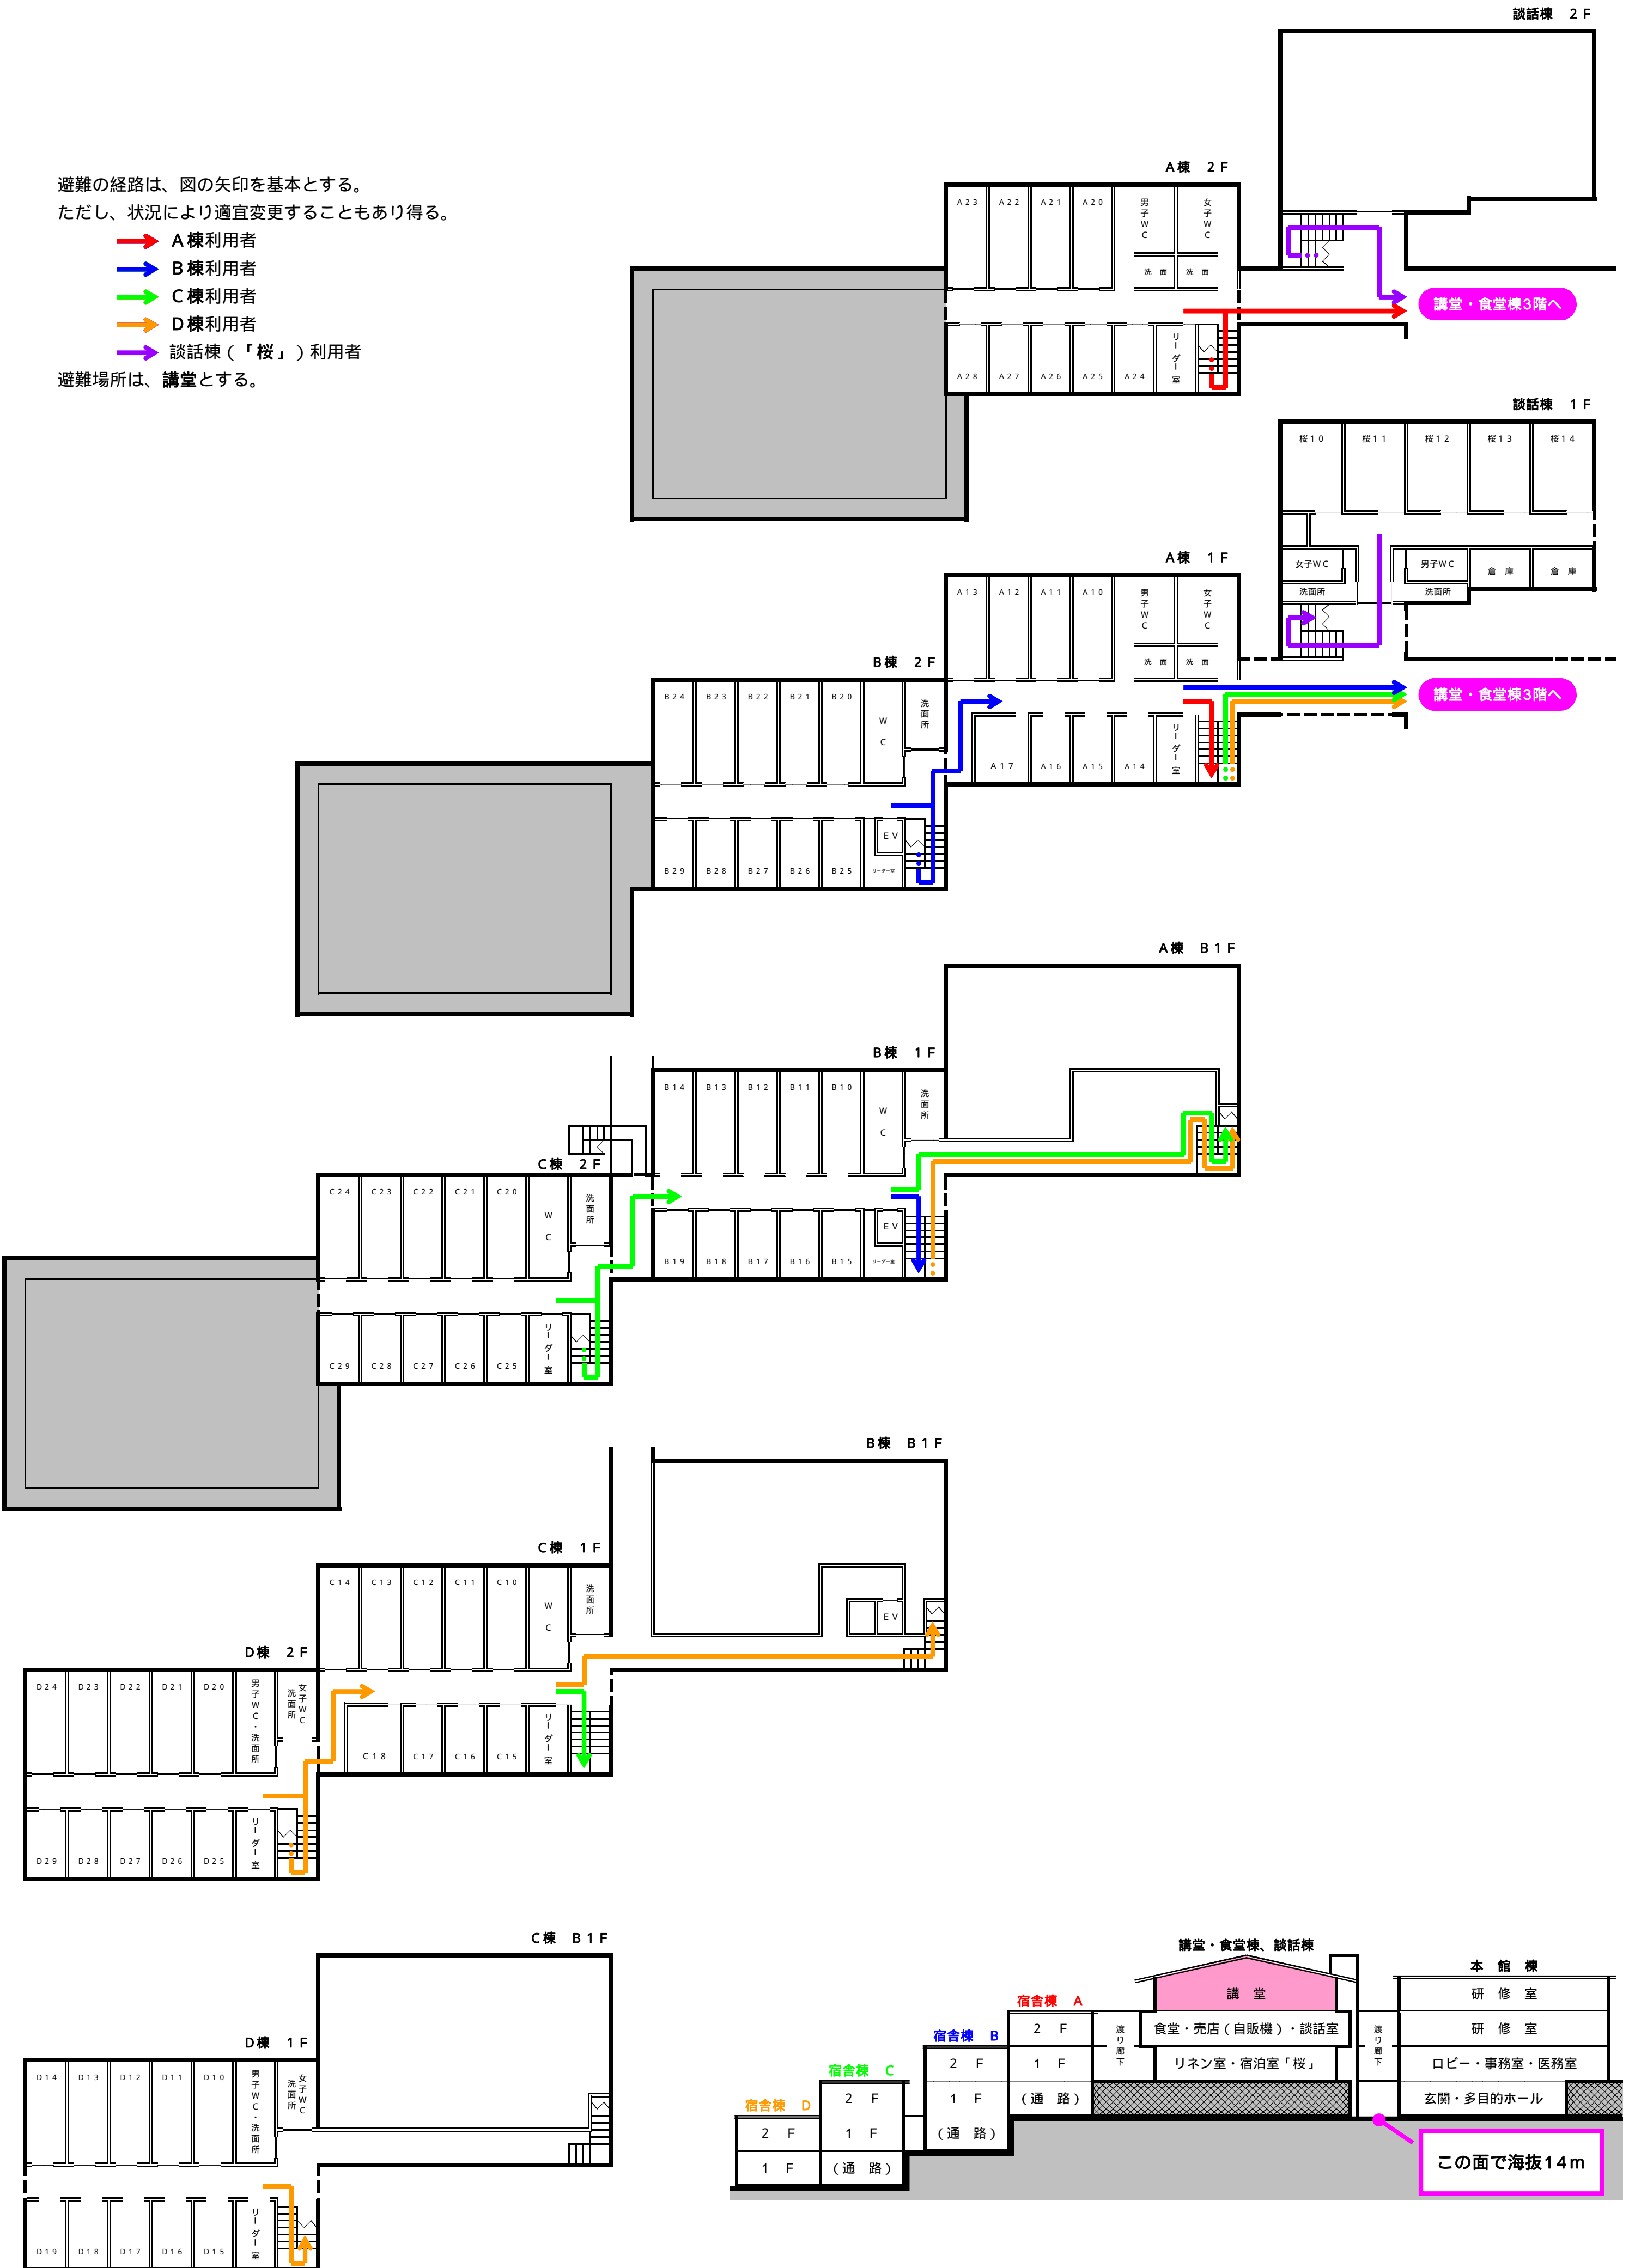 談話棟　２Ｆ
Ａ棟　２Ｆ
避難の経路は、図の矢印を基本とする。
ただし、状況により適宜変更することもあり得る。
Ａ棟利用者
Ｂ棟利用者
Ｃ棟利用者
Ｄ棟利用者
談話棟（「桜」）利用者
避難場所は、講堂とする。
A23 A22 A21 A20 男子WC 女子WC
洗面 洗面
講堂・食堂棟3階へ
A28 A27 A26 A25 A24 リーダー室
談話棟　１Ｆ
桜10 桜11 桜12 桜13 桜14
女子WC 男子WC 倉庫 倉庫
洗面所 洗面所
Ａ棟　１Ｆ
A13 A12 A11 A10 男子WC 女子WC
洗面 洗面
講堂・食堂棟3階へ
A17 A16 A15 A14 リーダー室
Ｂ棟　２Ｆ
B24 B23 B22 B21 B20 WC 洗面所
EV
B29 B28 B27 B26 B25 リーダー室
Ａ棟　Ｂ１Ｆ
Ｂ棟　１Ｆ
B14 B13 B12 B11 B10 WC 洗面所
EV
B19 B18 B17 B16 B15 リーダー室
Ｃ棟　２Ｆ
C24 C23 C22 C21 C20 WC 洗面所
C29 C28 C27 C26 C25 リーダー室
Ｂ棟　Ｂ１Ｆ
EV
Ｃ棟　１Ｆ
C14 C13 C12 C11 C10 WC 洗面所
C18 C17 C16 C15 リーダー室
Ｄ棟　２Ｆ
D24 D23 D22 D21 D20 男子WC・洗面所 女子WC洗面所
D29 D28 D27 D26 D25 リーダー室
Ｃ棟　Ｂ１Ｆ
Ｄ棟　１Ｆ
D14 D13 D12 D11 D10 男子WC・洗面所 女子WC洗面所
D19 D18 D17 D16 D15 リーダー室
講堂・食堂棟、談話棟
本　館　棟
講　堂
研　修　室
宿舎棟　Ａ
２　Ｆ
渡り廊下
食堂・売店（自販機）・談話室
渡り廊下
研　修　室
宿舎棟　Ｂ
２　Ｆ
１　Ｆ
リネン室・宿泊室「桜」
ロビー・事務室・医務室
宿舎棟　Ｃ
２　Ｆ
１　Ｆ
（通　路）
玄関・多目的ホール
宿舎棟　Ｄ
２　Ｆ
１　Ｆ
（通　路）
１　Ｆ
（通　路）
この面で海抜14ｍ